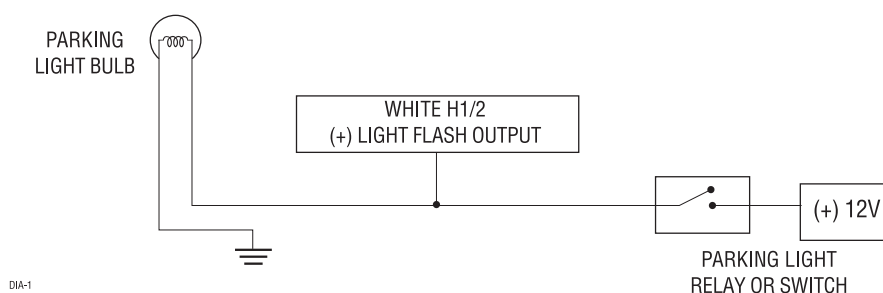 PARKING
LIGHT BULB
WHITE H1/2
(+) LIGHT FLASH OUTPUT
(+) 12V
PARKING LIGHT
RELAY OR SWITCH
DIA-1